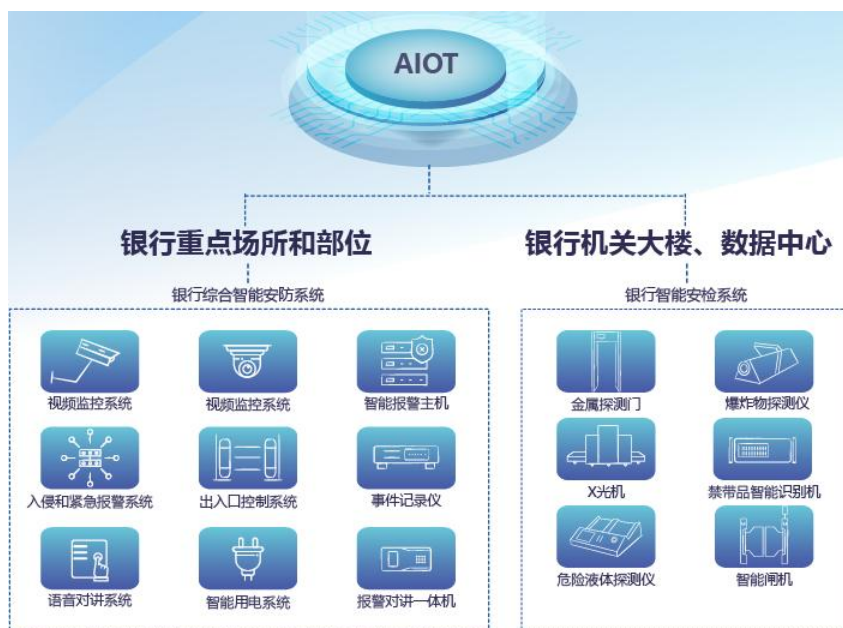 AIOT
银行重点场所和部位
银行机关大楼、数据中心
银行综合智能安防系统
银行智能安检系统
视频监控系统
视频监控系统
智能报警主机
金属探测门
爆炸物探测仪
入侵和紧急报警系统
出入口控制系统
事件记录仪
X光机
禁带品智能识别机
语音对讲系统
智能用电系统
报警对讲一体机
危险液体探测仪
智能闸机